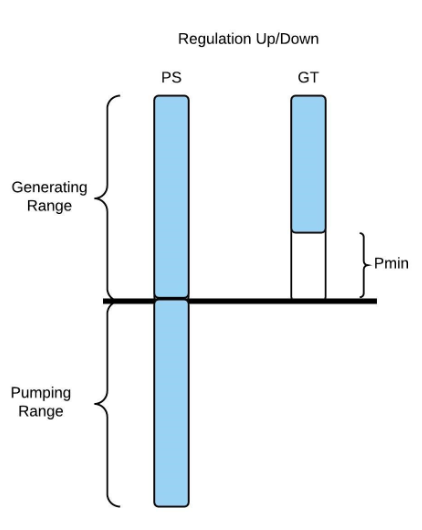 Regulation Up/Down
PS
GT
Generating
Range
Pmin
Pumping
Range